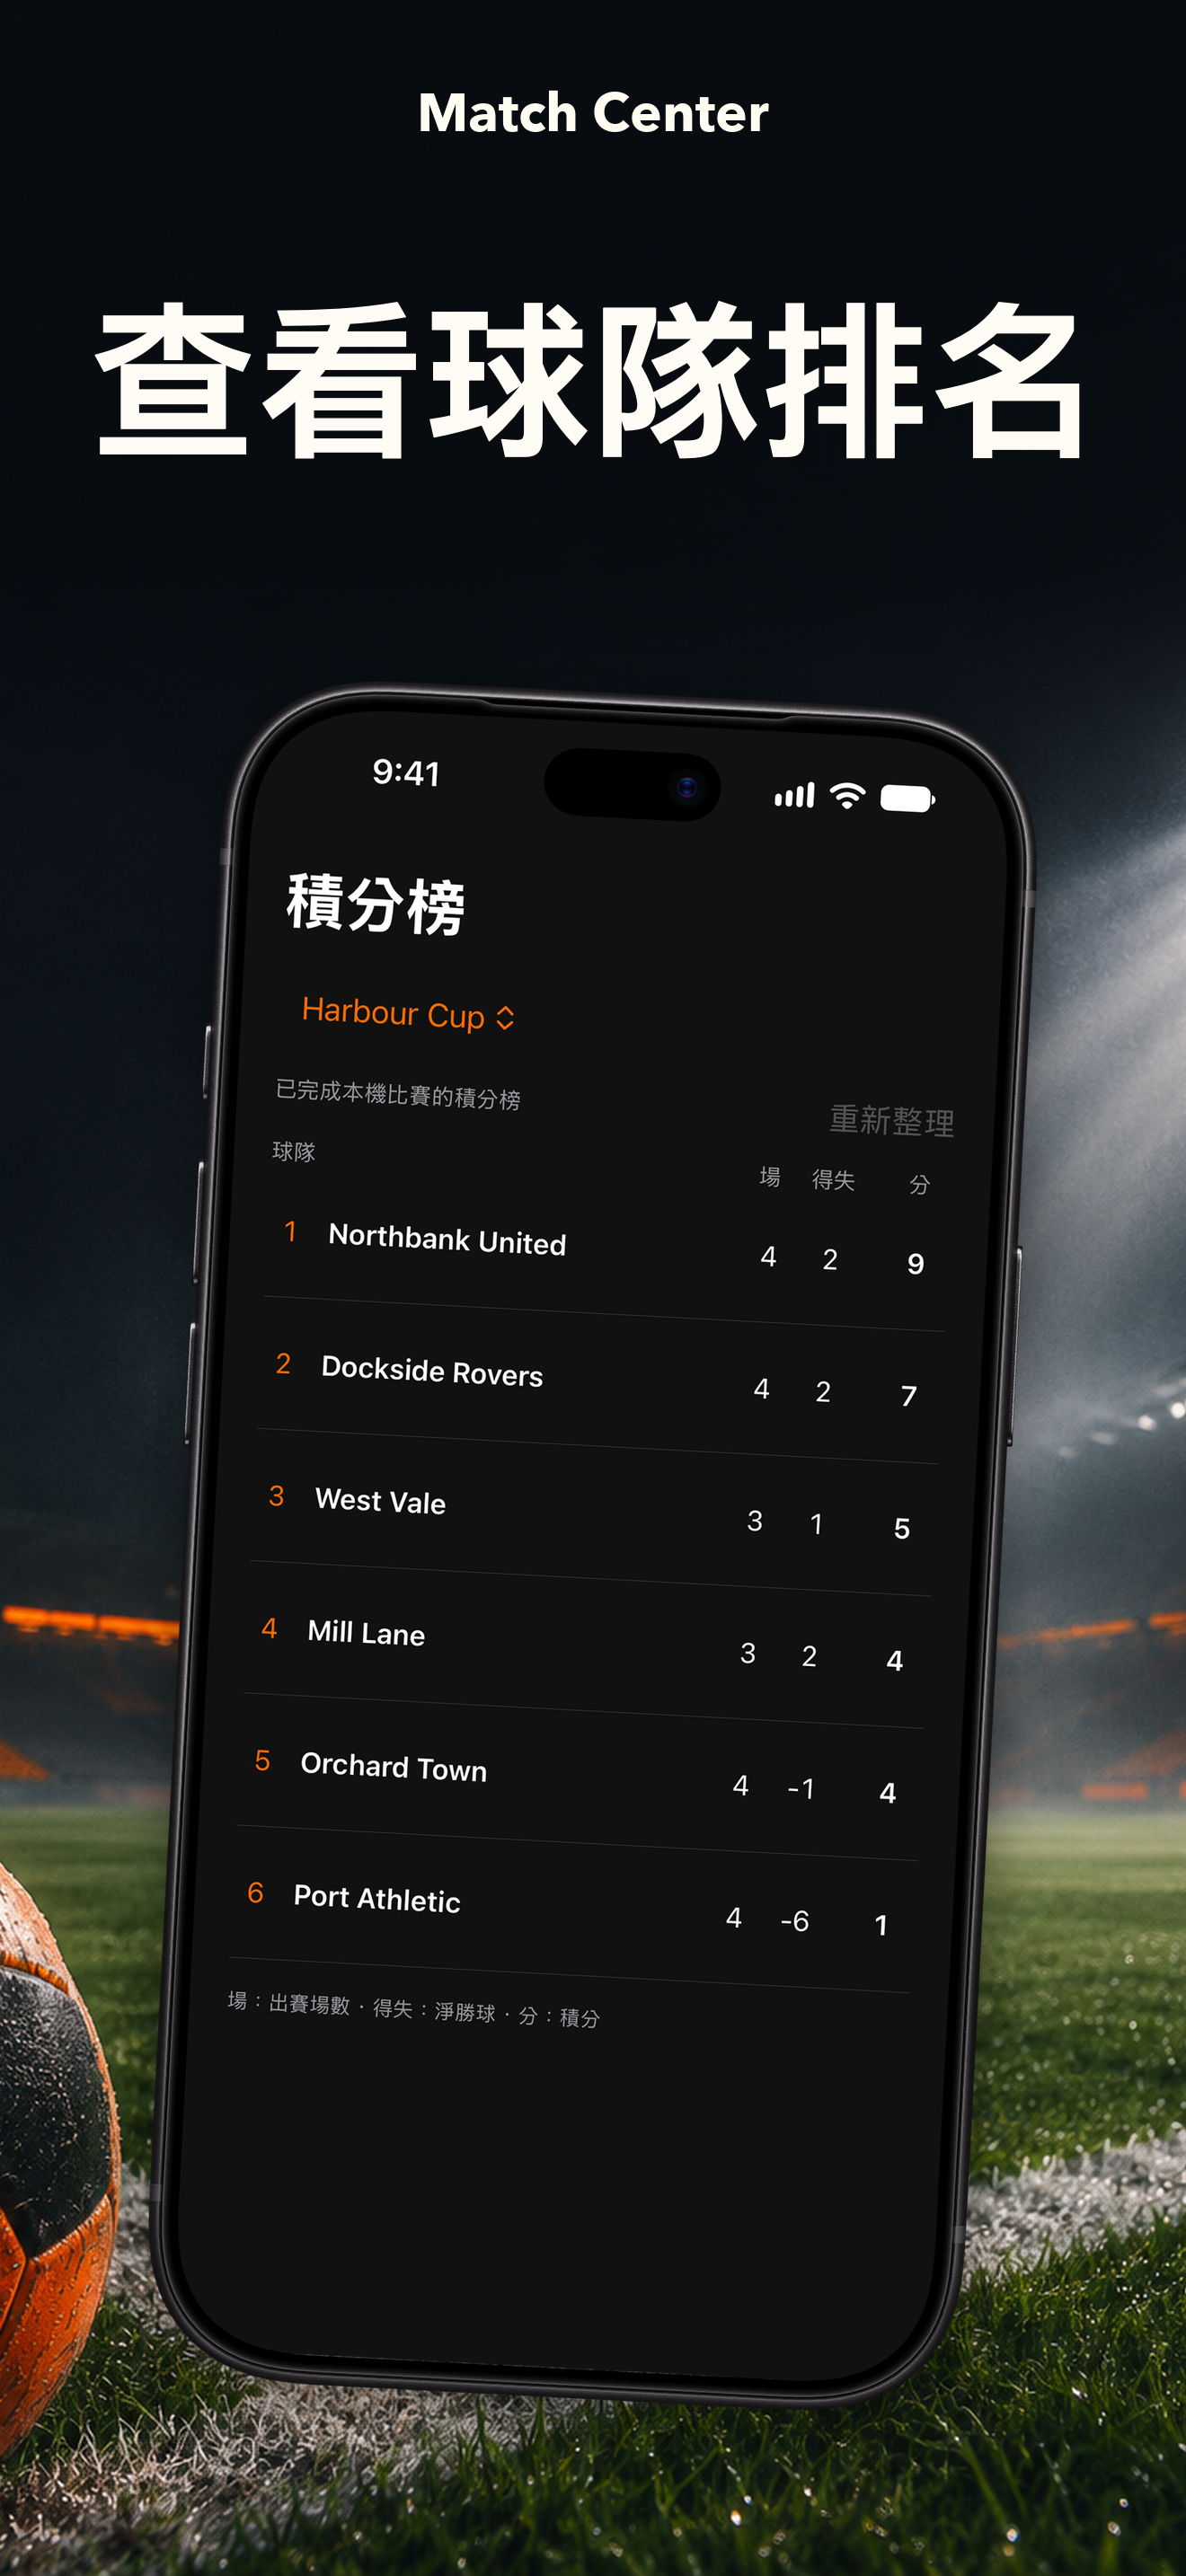 Match Center
查看球隊排名
9:41
積分榜
Harbour Cup
已完成本機比賽的積分榜
重新整理
球隊 場 得失 分
1 Northbank United 4 2 9
2 Dockside Rovers 4 2 7
3 West Vale 3 1 5
4 Mill Lane 3 2 4
5 Orchard Town 4 -1 4
6 Port Athletic 4 -6 1
場：出賽場數 · 得失：淨勝球 · 分：積分